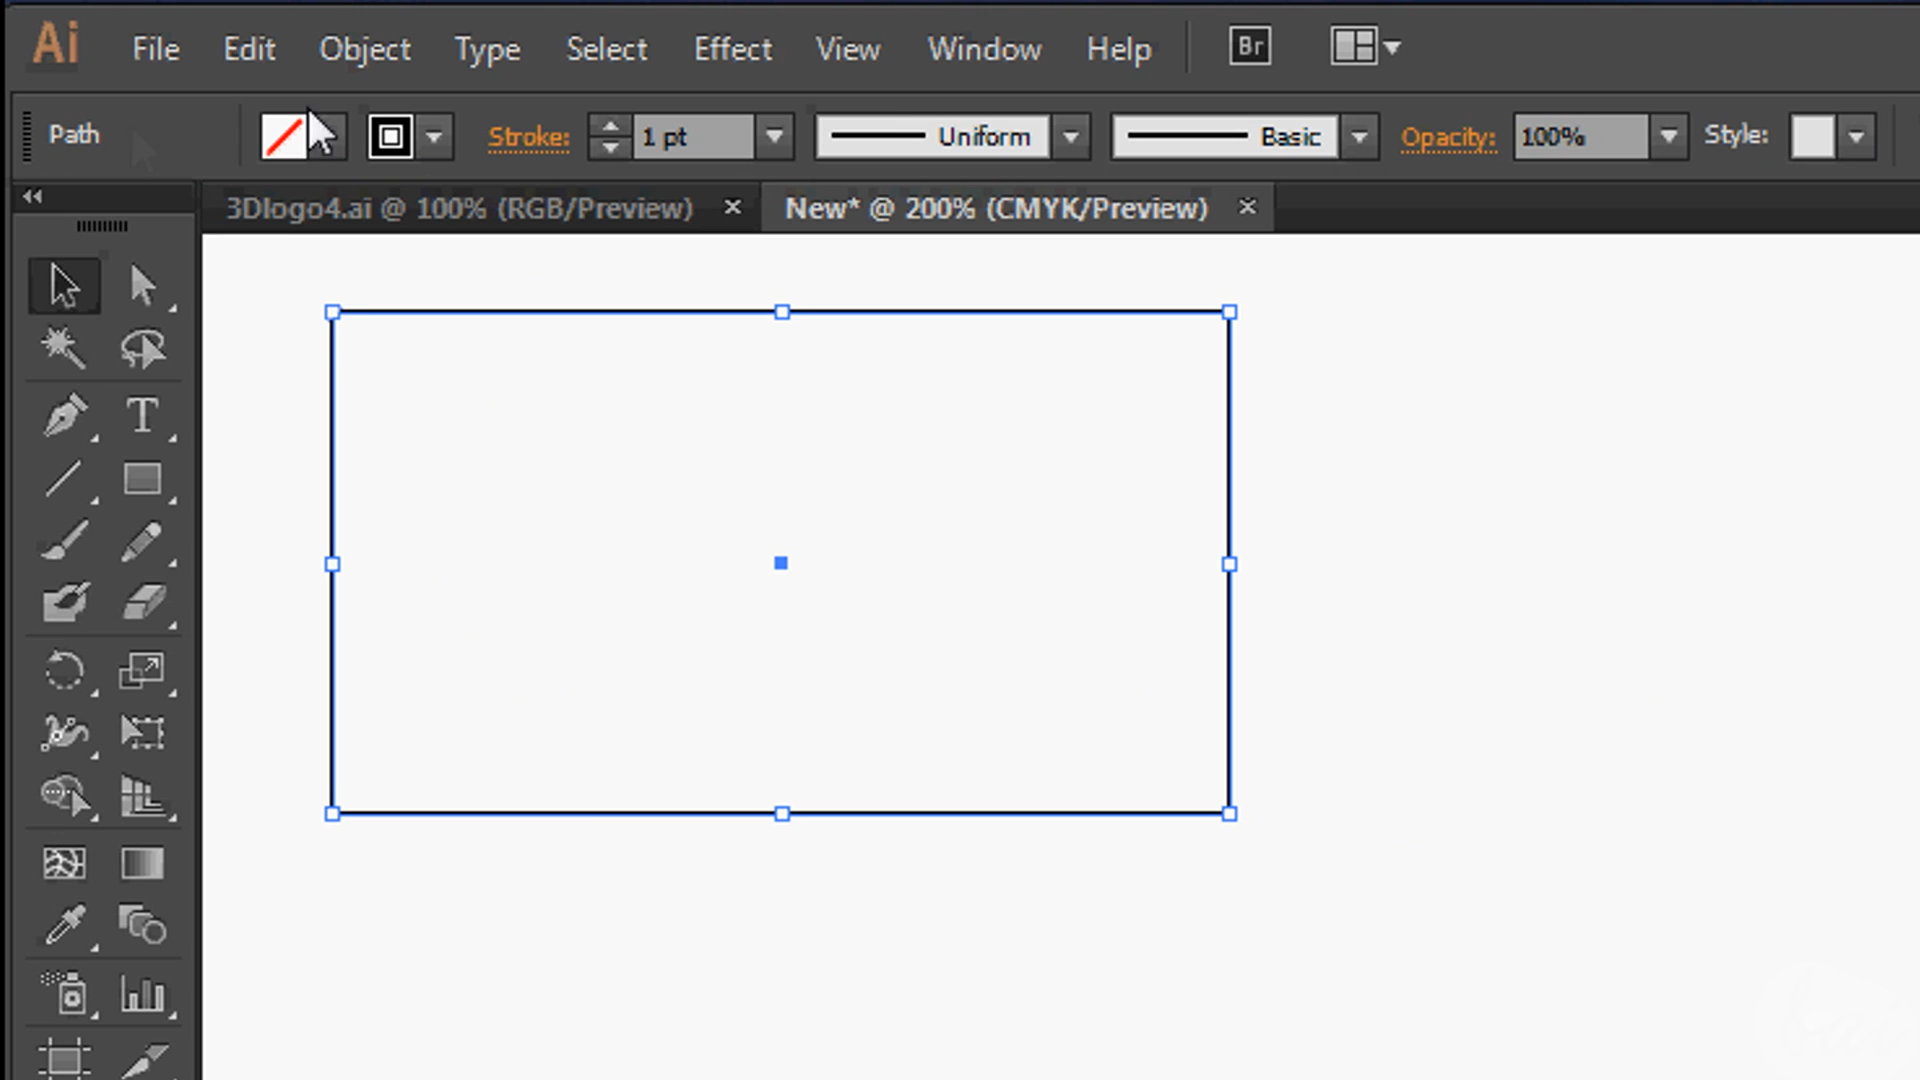 Ai File Edit Object Type Select Effect View Window Help Br
Path Stroke: 1 pt Uniform Basic Opacity: 100% Style:
3Dlogo4.ai @ 100% (RGB/Preview) × New* @ 200% (CMYK/Preview) ×
T